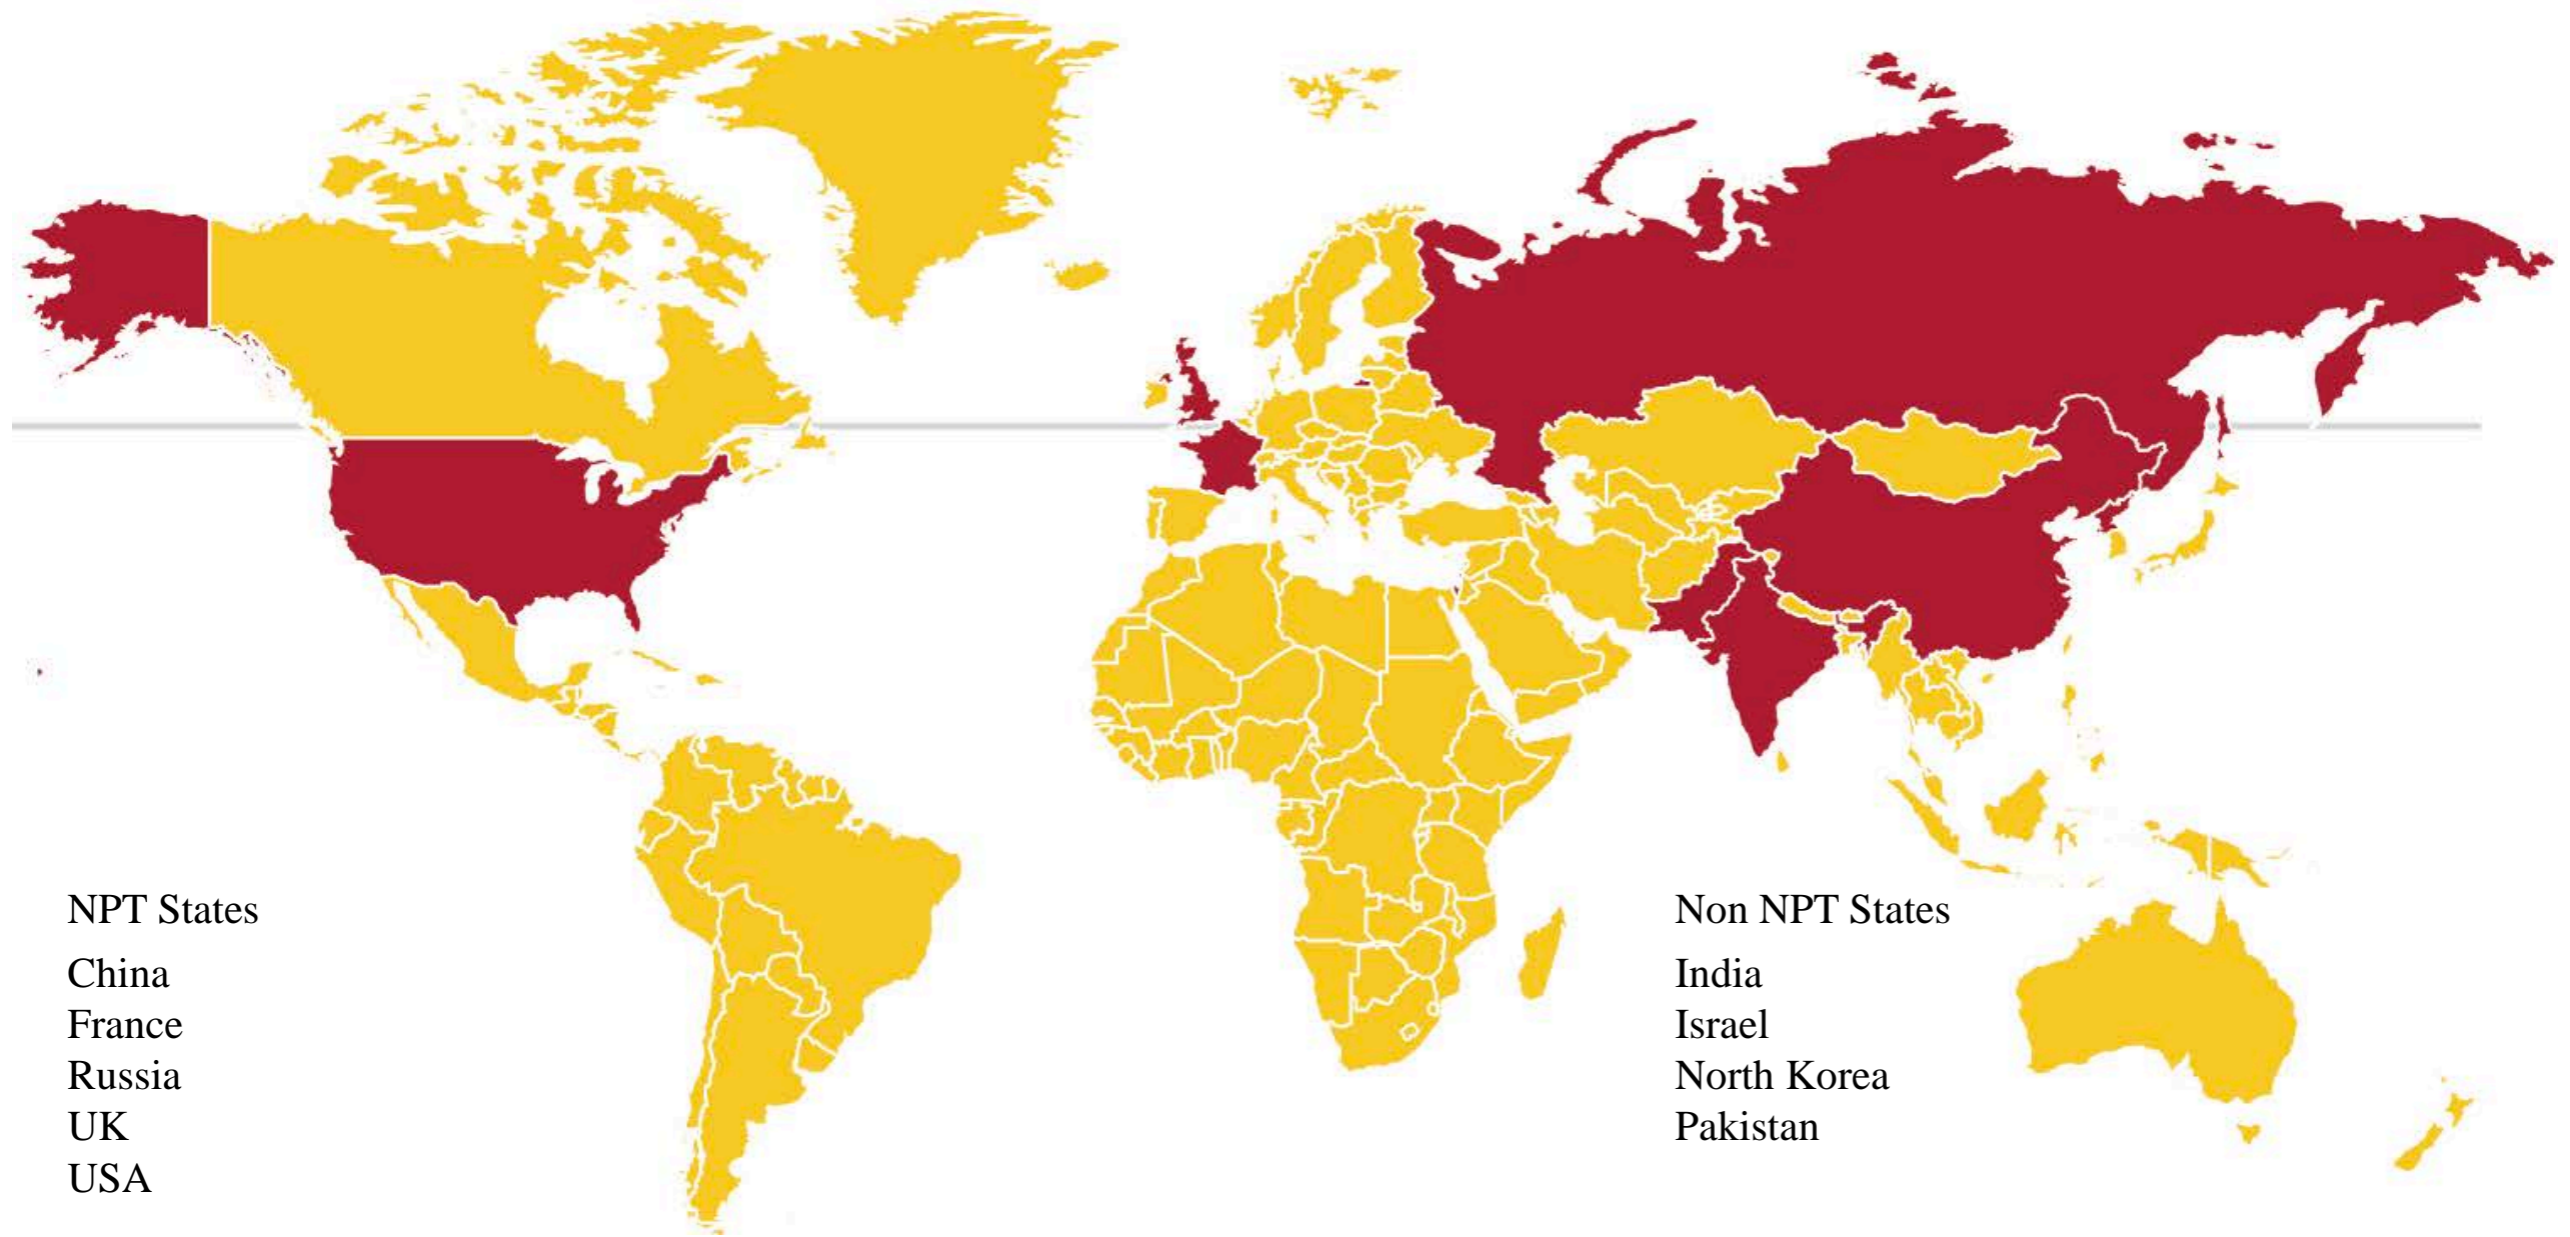 NPT States
China
France
Russia
UK
USA
Non NPT States
India
Israel
North Korea
Pakistan